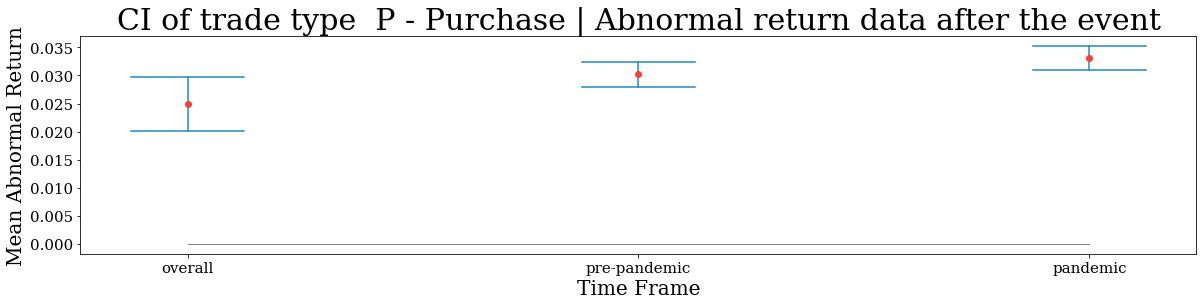 CI of trade type  P - Purchase | Abnormal return data after the event
Mean Abnormal Return
0.035
0.030
0.025
0.020
0.015
0.010
0.005
0.000
overall
pre-pandemic
pandemic
Time Frame